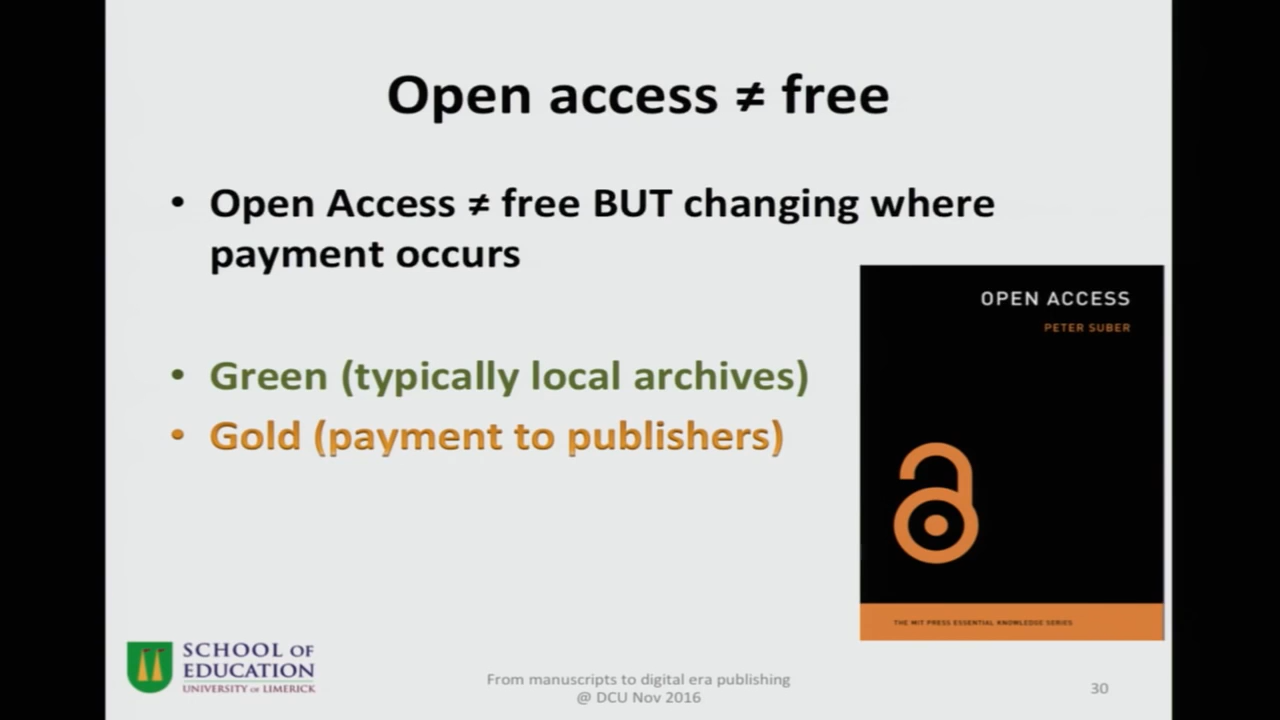 Open access ≠ free
• Open Access ≠ free BUT changing where
payment occurs
• Green (typically local archives)
• Gold (payment to publishers)
OPEN ACCESS
PETER SUBER
THE MIT PRESS ESSENTIAL KNOWLEDGE SERIES
SCHOOL OF
EDUCATION
UNIVERSITY OF LIMERICK
From manuscripts to digital era publishing
@ DCU Nov 2016
30